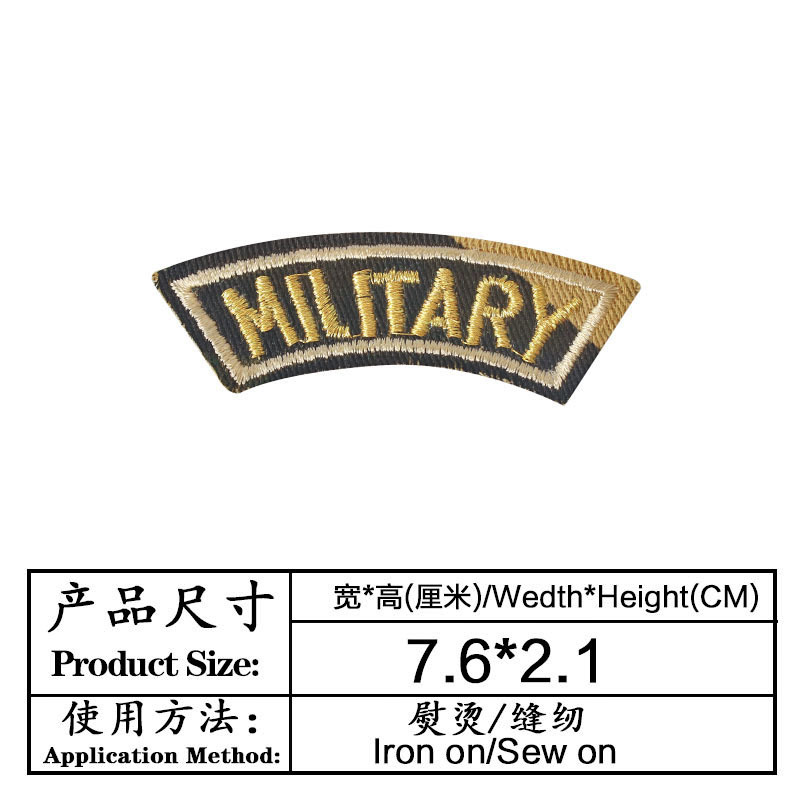 MILITARY
产品尺寸
Product Size:
宽*高(厘米)/Wedth*Height(CM)
7.6*2.1
使用方法：
Application Method:
熨烫/缝纫
Iron on/Sew on